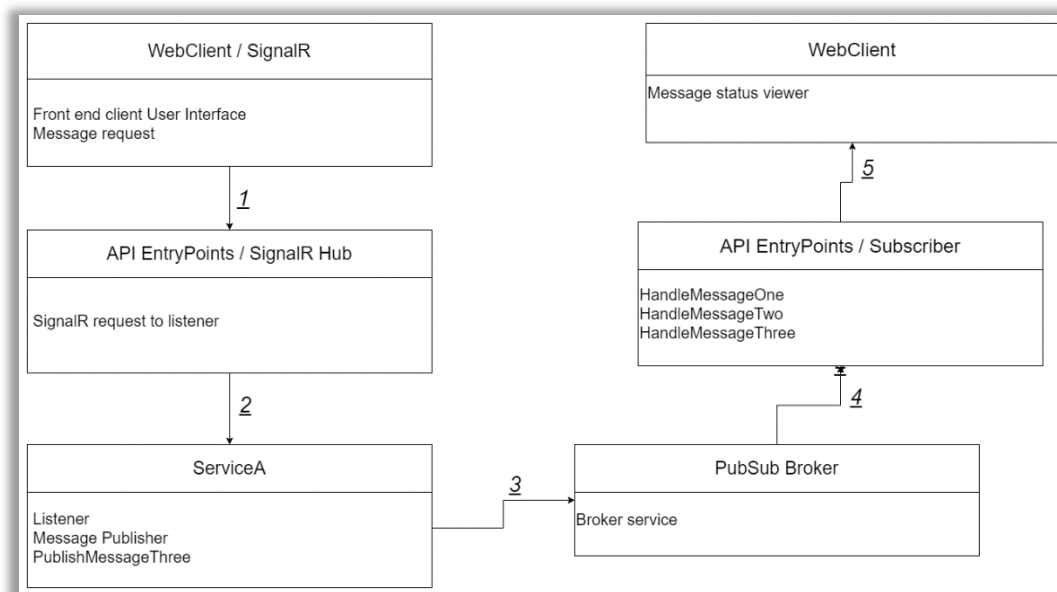 WebClient / SignalR
Front end client User Interface
Message request
1
API EntryPoints / SignalR Hub
SignalR request to listener
2
ServiceA
Listener
Message Publisher
PublishMessageThree
3
PubSub Broker
Broker service
4
API EntryPoints / Subscriber
HandleMessageOne
HandleMessageTwo
HandleMessageThree
5
WebClient
Message status viewer